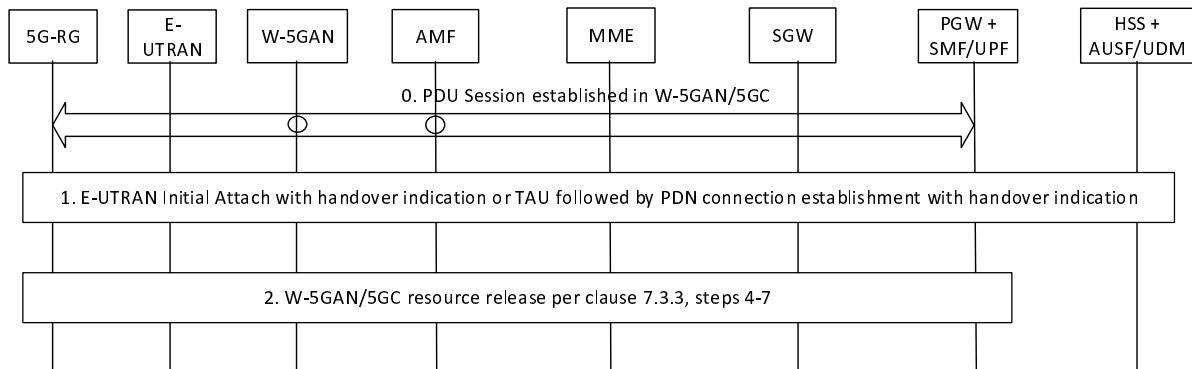 5G-RG
E-
UTRAN
W-5GAN
AMF
MME
SGW
PGW +
SMF/UPF
HSS +
AUSF/UDM
0. PDU Session established in W-5GAN/5GC
1. E-UTRAN Initial Attach with handover indication or TAU followed by PDN connection establishment with handover indication
2. W-5GAN/5GC resource release per clause 7.3.3, steps 4-7